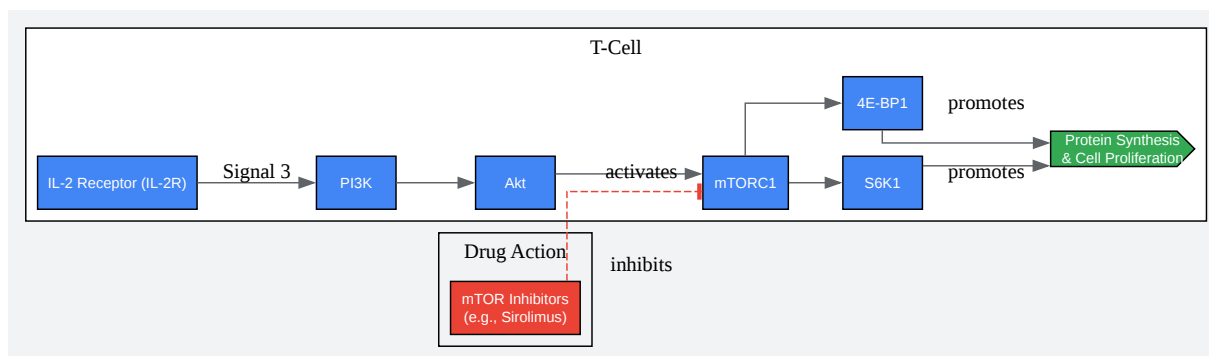 T-Cell
4E-BP1
promotes
Protein Synthesis
& Cell Proliferation
IL-2 Receptor (IL-2R)
Signal 3
PI3K
Akt
activates
mTORC1
S6K1
promotes
Drug Action
inhibits
mTOR Inhibitors
(e.g., Sirolimus)